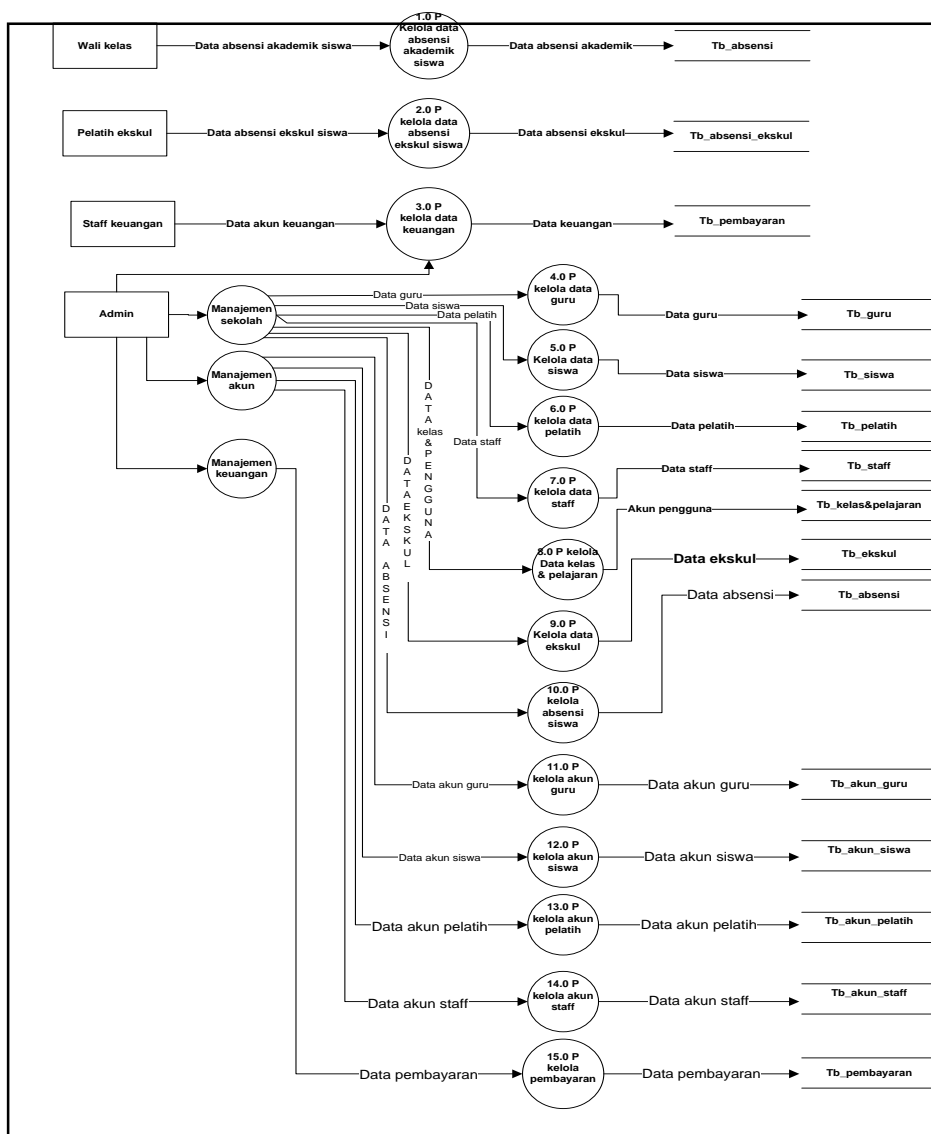 Wali kelas
Data absensi akademik siswa
1.0 P
Kelola data
absensi
akademik
siswa
Data absensi akademik
Tb_absensi
Pelatih ekskul
Data absensi ekskul siswa
2.0 P
kelola data
absensi
ekskul siswa
Data absensi ekskul
Tb_absensi_ekskul
Staff keuangan
Data akun keuangan
3.0 P
kelola data
keuangan
Data keuangan
Tb_pembayaran
Admin
Manajemen
sekolah
Manajemen
akun
Manajemen
keuangan
Data guru
Data siswa
Data pelatih
Data staff
DATA
kelas
&PENGGUNA
DATA EKSKUL
DATA ABSENSI
4.0 P
kelola data
guru
Data guru
Tb_guru
5.0 P
Kelola data
siswa
Data siswa
Tb_siswa
6.0 P
kelola data
pelatih
Data pelatih
Tb_pelatih
7.0 P
kelola data
staff
Data staff
Tb_staff
8.0 P kelola
Data kelas
& pelajaran
Akun pengguna
Tb_kelas&pelajaran
9.0 P
Kelola data
ekskul
Data ekskul
Tb_ekskul
10.0 P
kelola
absensi
siswa
Data absensi
Tb_absensi
Data akun guru
11.0 P
kelola akun
guru
Data akun guru
Tb_akun_guru
Data akun siswa
12.0 P
kelola akun
siswa
Data akun siswa
Tb_akun_siswa
Data akun pelatih
13.0 P
kelola akun
pelatih
Data akun pelatih
Tb_akun_pelatih
Data akun staff
14.0 P
kelola akun
staff
Data akun staff
Tb_akun_staff
Data pembayaran
15.0 P
kelola
pembayaran
Data pembayaran
Tb_pembayaran